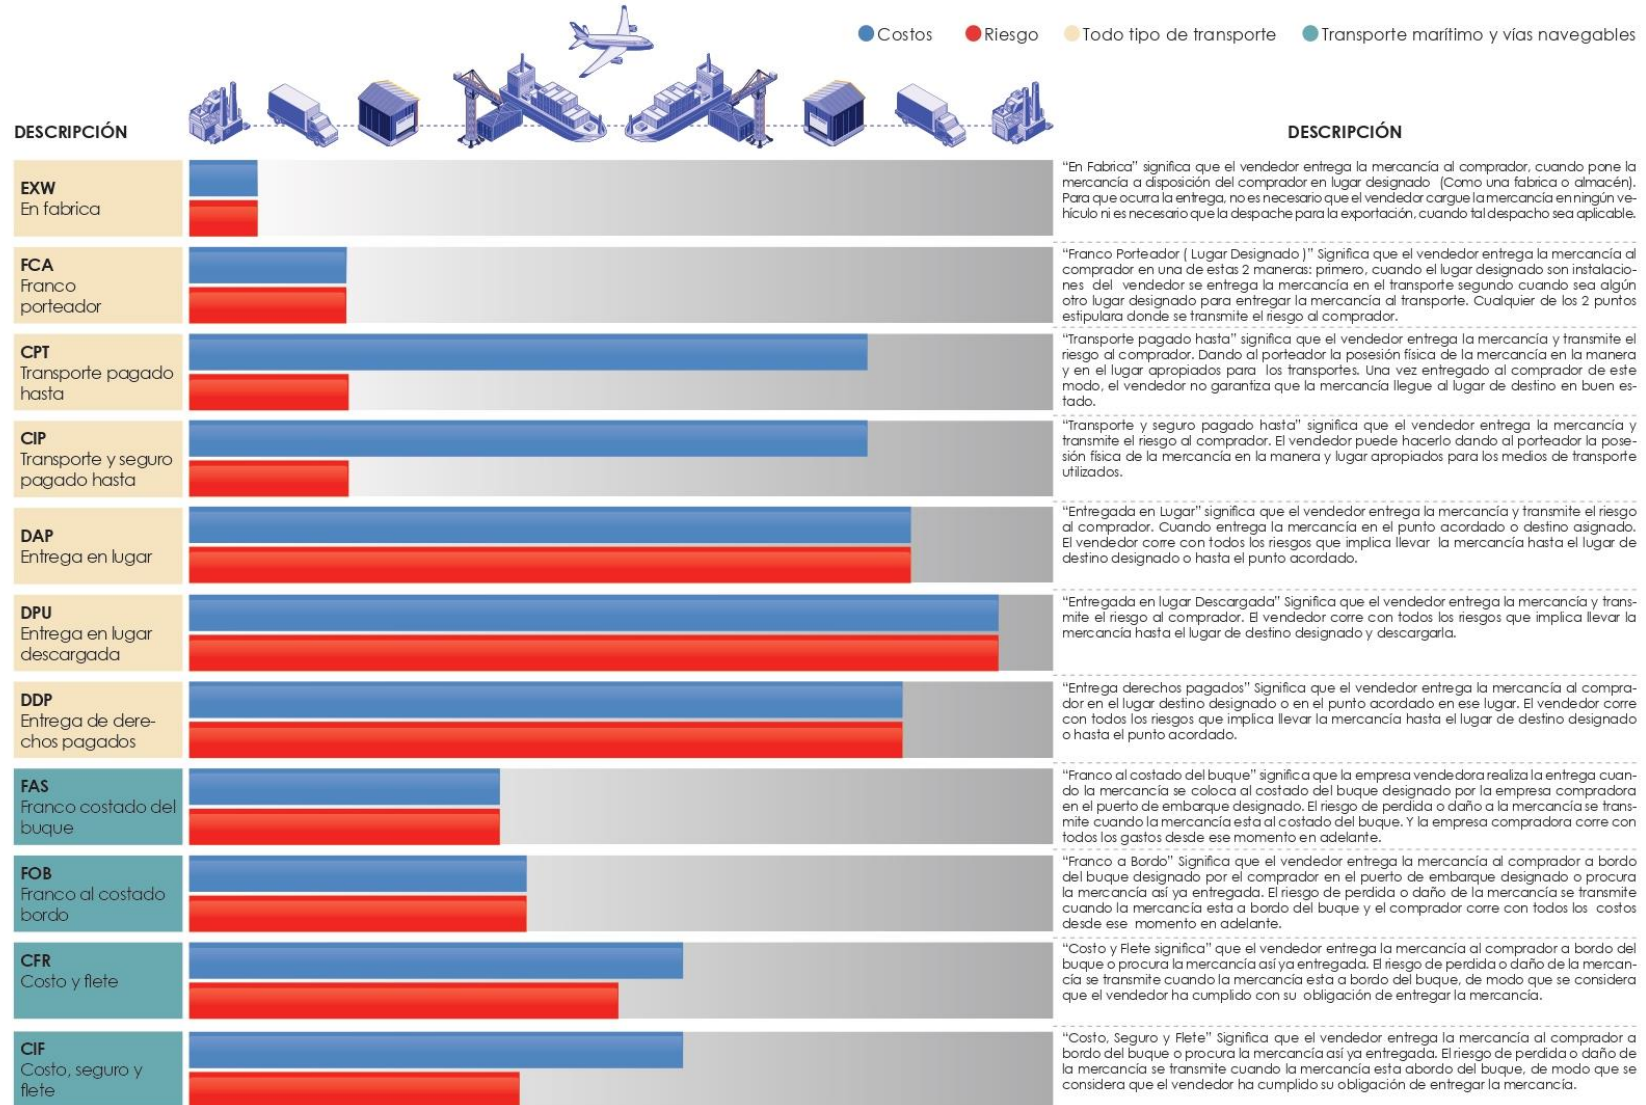 Costos
Riesgo
Todo tipo de transporte
Transporte marítimo y vías navegables
DESCRIPCIÓN
DESCRIPCIÓN
EXW
En fabrica
“En Fabrica” significa que el vendedor entrega la mercancía al comprador, cuando pone la
mercancía a disposición del comprador en lugar designado (Como una fabrica o almacén).
Para que ocurra la entrega, no es necesario que el vendedor cargue la mercancía en ningún ve-
hículo ni es necesario que la despache para la exportación, cuando tal despacho sea aplicable.
FCA
Franco
porteador
“Franco Porteador ( Lugar Designado )” Significa que el vendedor entrega la mercancía al
comprador en una de estas 2 maneras: primero, cuando el lugar designado son instalacio-
nes del vendedor se entrega la mercancía en el transporte segundo cuando sea algún
otro lugar designado para entregar la mercancía al transporte. Cualquier de los 2 puntos
estipulara donde se transmite el riesgo al comprador.
CPT
Transporte pagado
hasta
“Transporte pagado hasta” significa que el vendedor entrega la mercancía y transmite el
riesgo al comprador. Dando al porteador la posesión física de la mercancía en la manera
y en el lugar apropiados para los transportes. Una vez entregado al comprador de este
modo, el vendedor no garantiza que la mercancía llegue al lugar de destino en buen es-
tado.
CIP
Transporte y seguro
pagado hasta
“Transporte y seguro pagado hasta” significa que el vendedor entrega la mercancía y
transmite el riesgo al comprador. El vendedor puede hacerlo dando al porteador la pose-
sión física de la mercancía en la manera y lugar apropiados para los medios de transporte
utilizados.
DAP
Entrega en lugar
“Entregada en Lugar” significa que el vendedor entrega la mercancía y transmite el riesgo
al comprador. Cuando entrega la mercancía en el punto acordado o destino asignado.
El vendedor corre con todos los riesgos que implica llevar la mercancía hasta el lugar de
destino designado o hasta el punto acordado.
DPU
Entrega en lugar
descargada
“Entregada en lugar Descargada” Significa que el vendedor entrega la mercancía y trans-
mite el riesgo al comprador. El vendedor corre con todos los riesgos que implica llevar la
mercancía hasta el lugar de destino designado y descargarla.
DDP
Entrega de dere-
chos pagados
“Entrega derechos pagados” Significa que el vendedor entrega la mercancía al compra-
dor en el lugar destino designado o en el punto acordado en ese lugar. El vendedor corre
con todos los riesgos que implica llevar la mercancía hasta el lugar de destino designado
o hasta el punto acordado.
FAS
Franco costado del
buque
“Franco al costado del buque” significa que la empresa vendedora realiza la entrega cuan-
do la mercancía se coloca al costado del buque designado por la empresa compradora
en el puerto de embarque designado. El riesgo de perdida o daño a la mercancía se trans-
mite cuando la mercancía esta al costado del buque. Y la empresa compradora corre con
todos los gastos desde ese momento en adelante.
FOB
Franco al costado
bordo
“Franco a Bordo” Significa que el vendedor entrega la mercancía al comprador a bordo
del buque designado por el comprador en el puerto de embarque designado o procura
la mercancía así ya entregada. El riesgo de perdida o daño de la mercancía se transmite
cuando la mercancía esta a bordo del buque y el comprador corre con todos los costos
desde ese momento en adelante.
CFR
Costo y flete
“Costo y Flete significa” que el vendedor entrega la mercancía al comprador a bordo del
buque o procura la mercancía así ya entregada. El riesgo de perdida o daño de la mercan-
cía se transmite cuando la mercancía esta a bordo del buque, de modo que se considera
que el vendedor ha cumplido con su obligación de entregar la mercancía.
CIF
Costo, seguro y
flete
“Costo, Seguro y Flete” Significa que el vendedor entrega la mercancía al comprador a
bordo del buque o procura la mercancía así ya entregada. El riesgo de perdida o daño de
la mercancía se transmite cuando la mercancía esta abordo del buque, de modo que se
considera que el vendedor ha cumplido su obligación de entregar la mercancía.